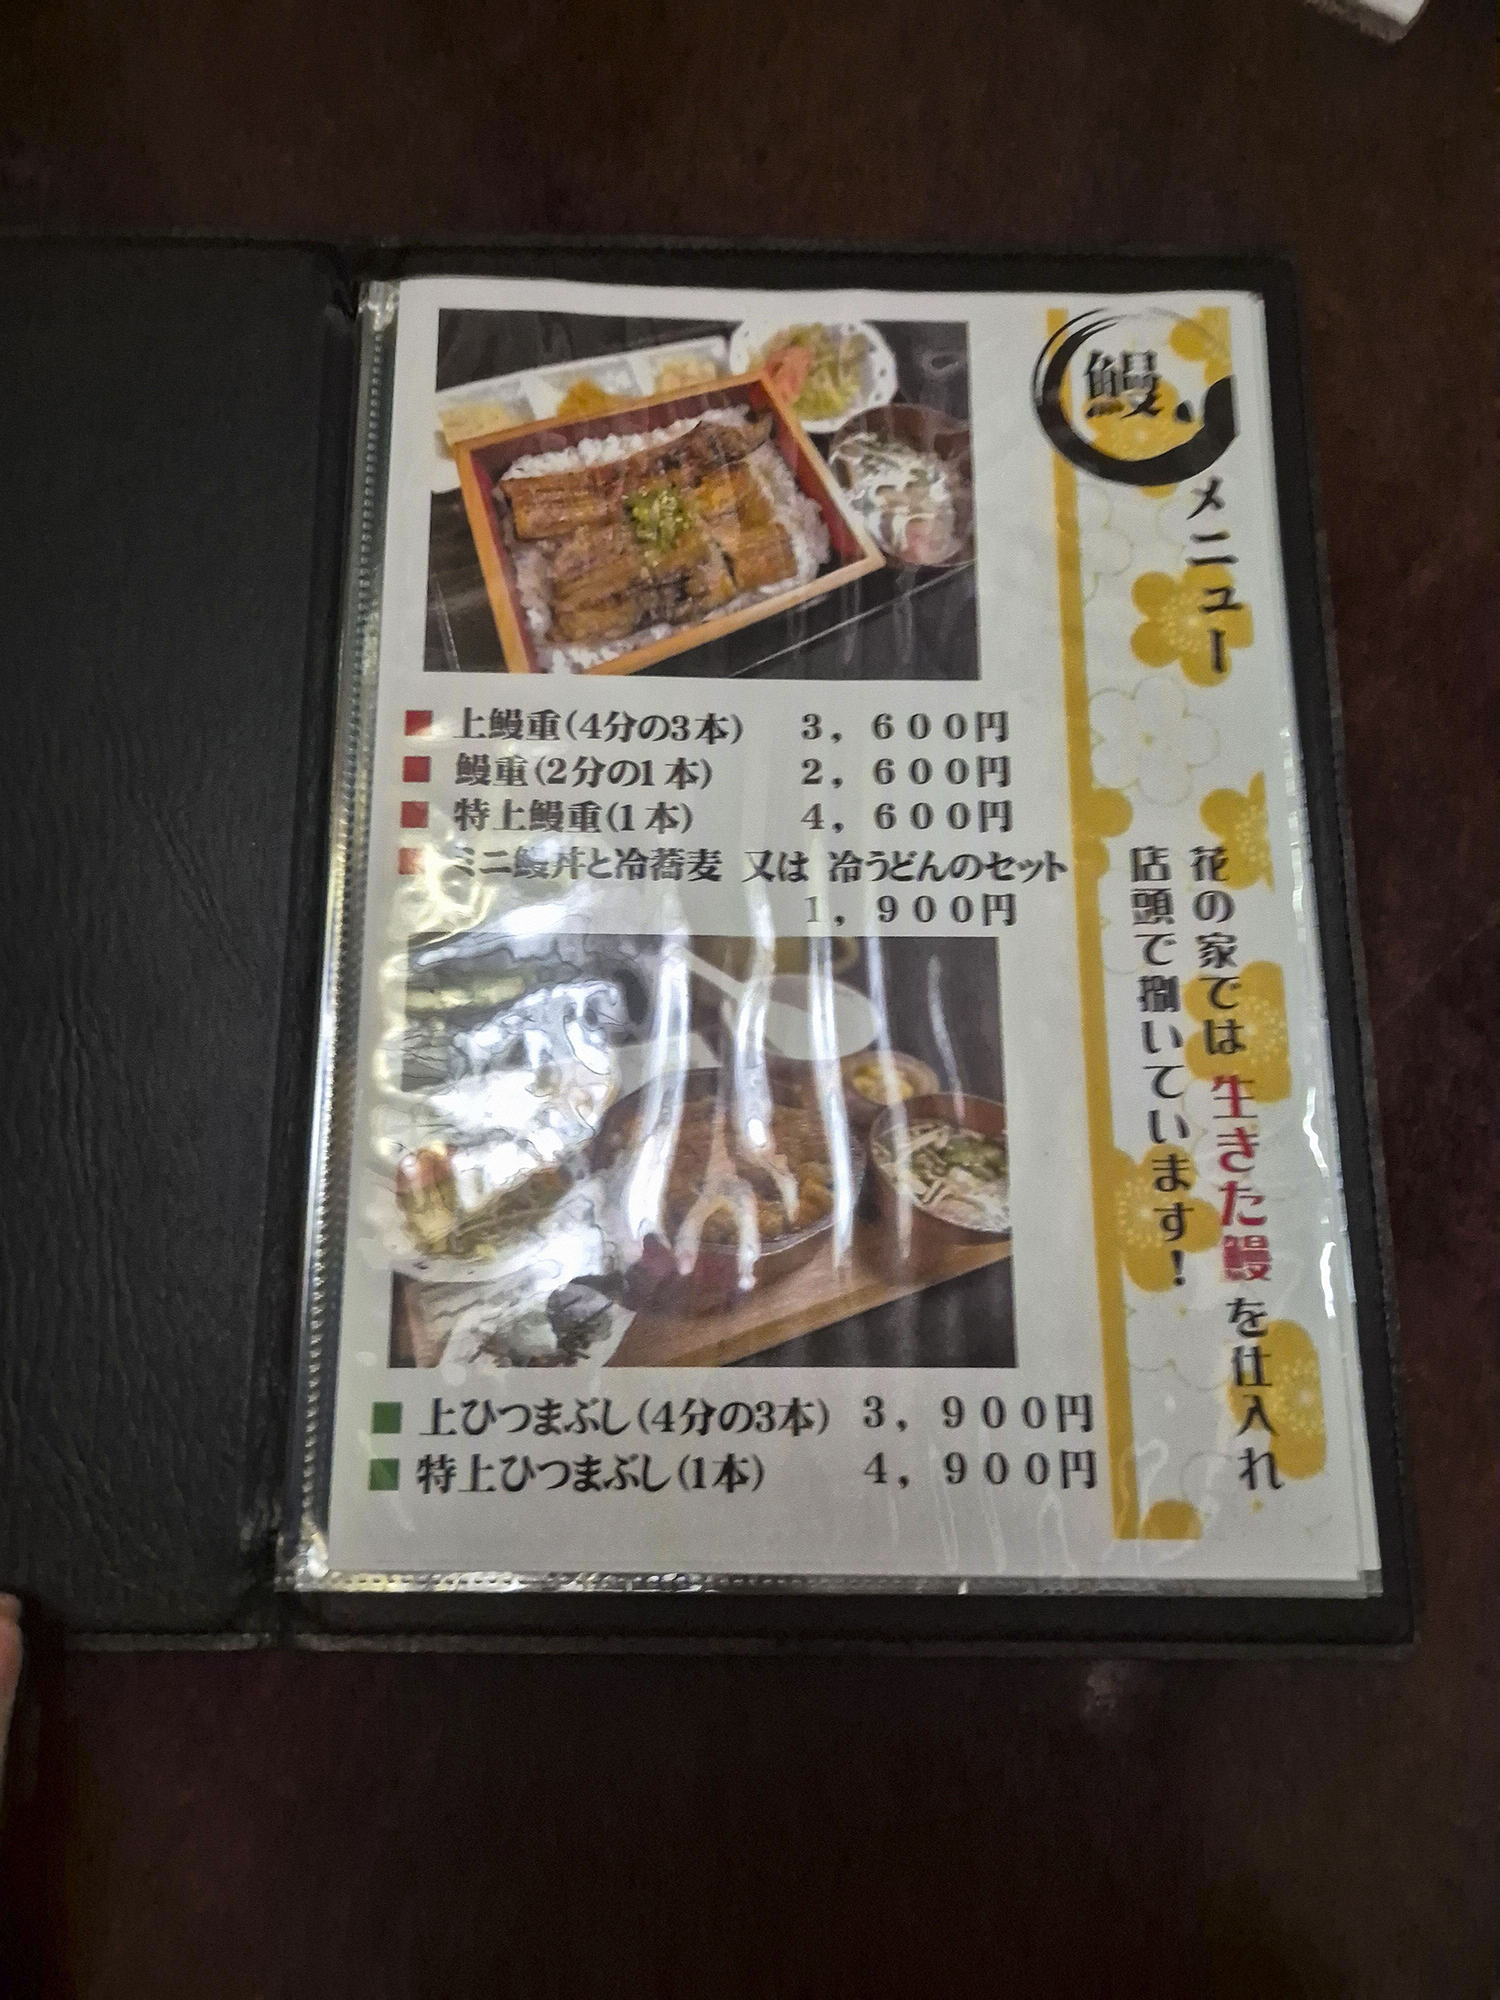 鰻
メニュー
花の家では 生きた鰻 を仕入れ
店頭で捌いています!
上鰻重(4分の3本) 3,600円
鰻重(2分の1本) 2,600円
特上鰻重(1本) 4,600円
ミニ鰻丼と冷蕎麦 又は 冷うどんのセット
1,900円
上ひつまぶし(4分の3本) 3,900円
特上ひつまぶし(1本) 4,900円